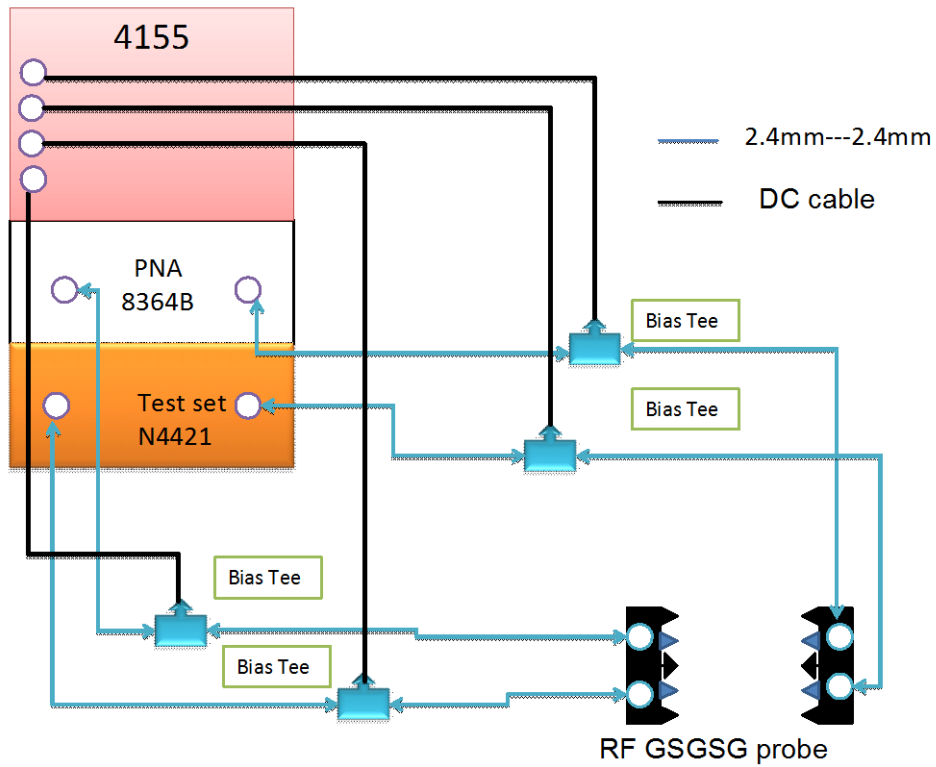 4155
2.4mm---2.4mm
DC cable
PNA
8364B
Bias Tee
Test set
N4421
Bias Tee
Bias Tee
Bias Tee
RF GSGSG probe